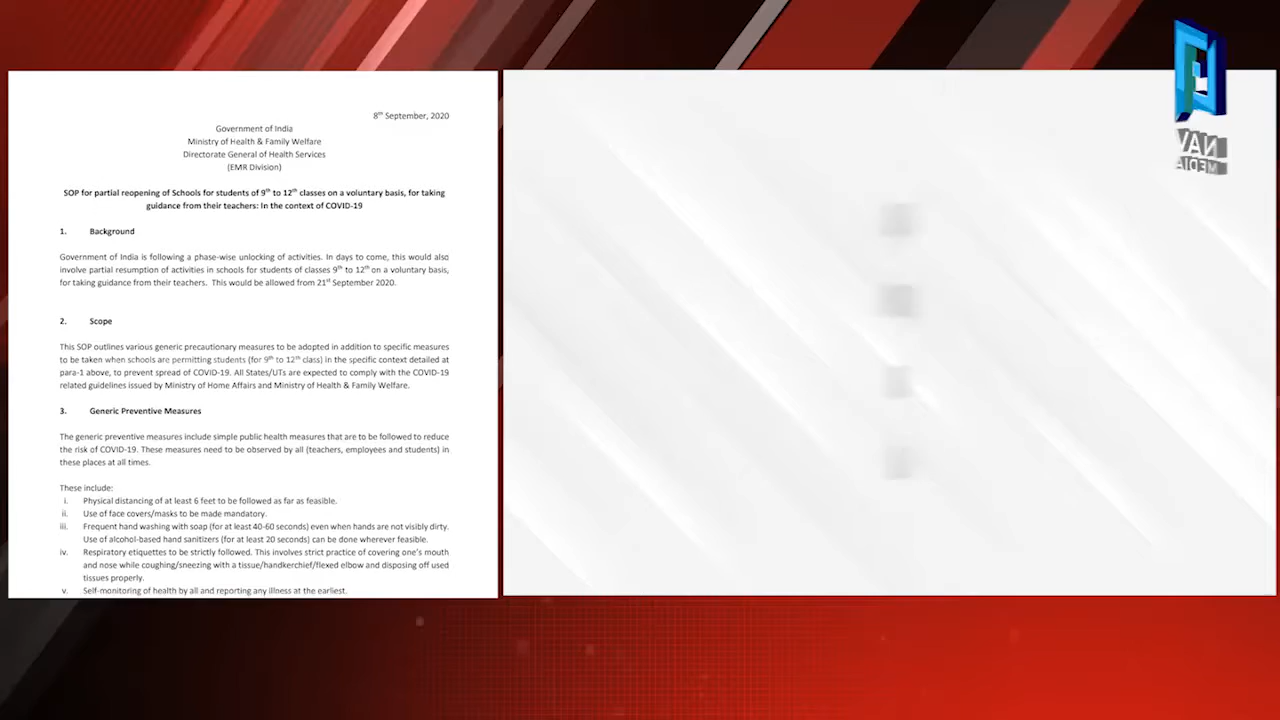 8th September, 2020
Government of India
Ministry of Health & Family Welfare
Directorate General of Health Services
(EMR Division)
SOP for partial reopening of Schools for students of 9th to 12th classes on a voluntary basis, for taking
guidance from their teachers: In the context of COVID-19
1. Background
Government of India is following a phase-wise unlocking of activities. In days to come, this would also
involve partial resumption of activities in schools for students of classes 9th to 12th on a voluntary basis,
for taking guidance from their teachers. This would be allowed from 21st September 2020.
2. Scope
This SOP outlines various generic precautionary measures to be adopted in addition to specific measures
to be taken when schools are permitting students (for 9th to 12th class) in the specific context detailed at
para-1 above, to prevent spread of COVID-19. All States/UTs are expected to comply with the COVID-19
related guidelines issued by Ministry of Home Affairs and Ministry of Health & Family Welfare.
3. Generic Preventive Measures
The generic preventive measures include simple public health measures that are to be followed to reduce
the risk of COVID-19. These measures need to be observed by all (teachers, employees and students) in
these places at all times.
These include:
i. Physical distancing of at least 6 feet to be followed as far as feasible.
ii. Use of face covers/masks to be made mandatory.
iii. Frequent hand washing with soap (for at least 40-60 seconds) even when hands are not visibly dirty.
Use of alcohol-based hand sanitizers (for at least 20 seconds) can be done wherever feasible.
iv. Respiratory etiquettes to be strictly followed. This involves strict practice of covering one's mouth
and nose while coughing/sneezing with a tissue/handkerchief/flexed elbow and disposing off used
tissues properly.
v. Self-monitoring of health by all and reporting any illness at the earliest.
NAV
MEDIA